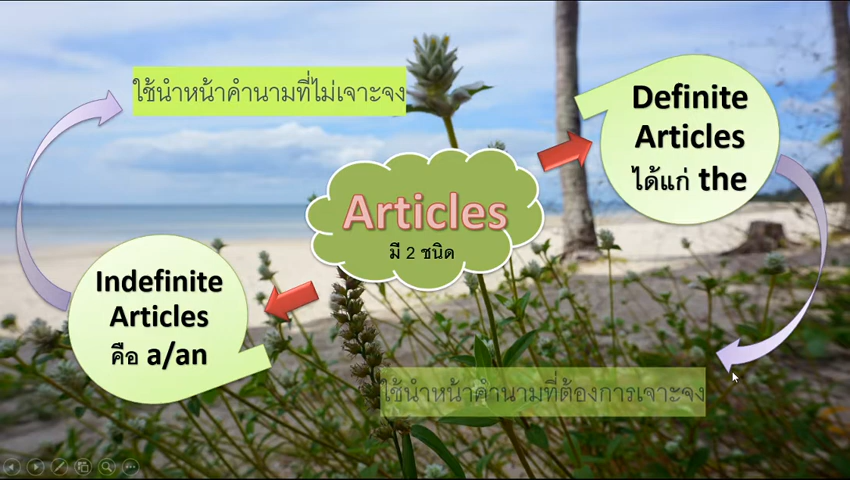 ใช้นำหน้าคำนามที่ไม่เจาะจง
Definite
Articles
ได้แก่ the
Articles
มี 2 ชนิด
Indefinite
Articles
คือ a/an
ใช้นำหน้าคำนามที่ต้องการเจาะจง